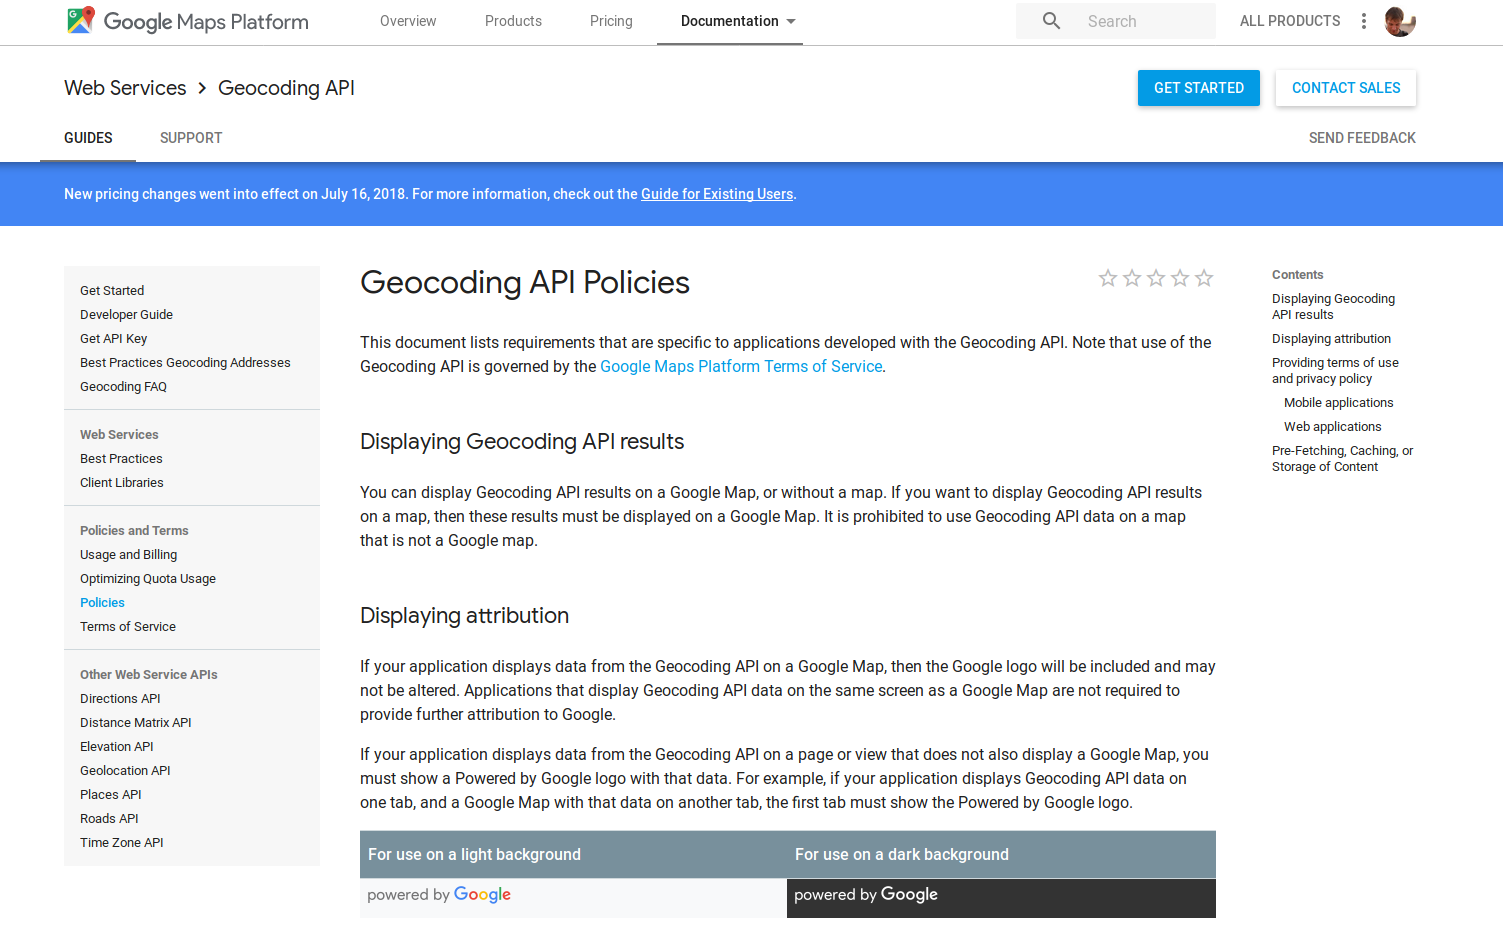 Google Maps Platform
Overview
Products
Pricing
Documentation
Search
ALL PRODUCTS
Web Services > Geocoding API
GET STARTED
CONTACT SALES
GUIDES
SUPPORT
SEND FEEDBACK
New pricing changes went into effect on July 16, 2018. For more information, check out the Guide for Existing Users.
Get Started
Developer Guide
Get API Key
Best Practices Geocoding Addresses
Geocoding FAQ
Web Services
Best Practices
Client Libraries
Policies and Terms
Usage and Billing
Optimizing Quota Usage
Policies
Terms of Service
Other Web Service APIs
Directions API
Distance Matrix API
Elevation API
Geolocation API
Places API
Roads API
Time Zone API
Geocoding API Policies
This document lists requirements that are specific to applications developed with the Geocoding API. Note that use of the
Geocoding API is governed by the Google Maps Platform Terms of Service.
Displaying Geocoding API results
You can display Geocoding API results on a Google Map, or without a map. If you want to display Geocoding API results
on a map, then these results must be displayed on a Google Map. It is prohibited to use Geocoding API data on a map
that is not a Google map.
Displaying attribution
If your application displays data from the Geocoding API on a Google Map, then the Google logo will be included and may
not be altered. Applications that display Geocoding API data on the same screen as a Google Map are not required to
provide further attribution to Google.
If your application displays data from the Geocoding API on a page or view that does not also display a Google Map, you
must show a Powered by Google logo with that data. For example, if your application displays Geocoding API data on
one tab, and a Google Map with that data on another tab, the first tab must show the Powered by Google logo.
For use on a light background
For use on a dark background
powered by Google
powered by Google
Contents
Displaying Geocoding
API results
Displaying attribution
Providing terms of use
and privacy policy
Mobile applications
Web applications
Pre-Fetching, Caching, or
Storage of Content